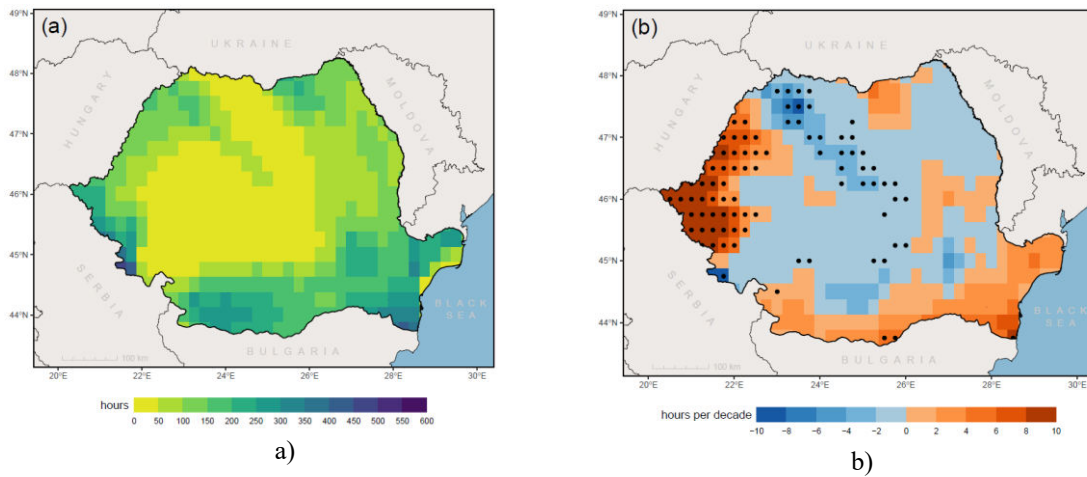 (a)
49°N
48°N
47°N
46°N
45°N
44°N
UKRAINE
HUNGARY
MOLDOVA
SERBIA
BULGARIA
BLACK
SEA
100 km
20°E 22°E 24°E 26°E 28°E 30°E
hours
0 50 100 150 200 250 300 350 400 450 500 550 600
a)
(b)
49°N
48°N
47°N
46°N
45°N
44°N
UKRAINE
HUNGARY
MOLDOVA
SERBIA
BULGARIA
BLACK
SEA
100 km
20°E 22°E 24°E 26°E 28°E 30°E
hours per decade
−10 −8 −6 −4 −2 0 2 4 6 8 10
b)